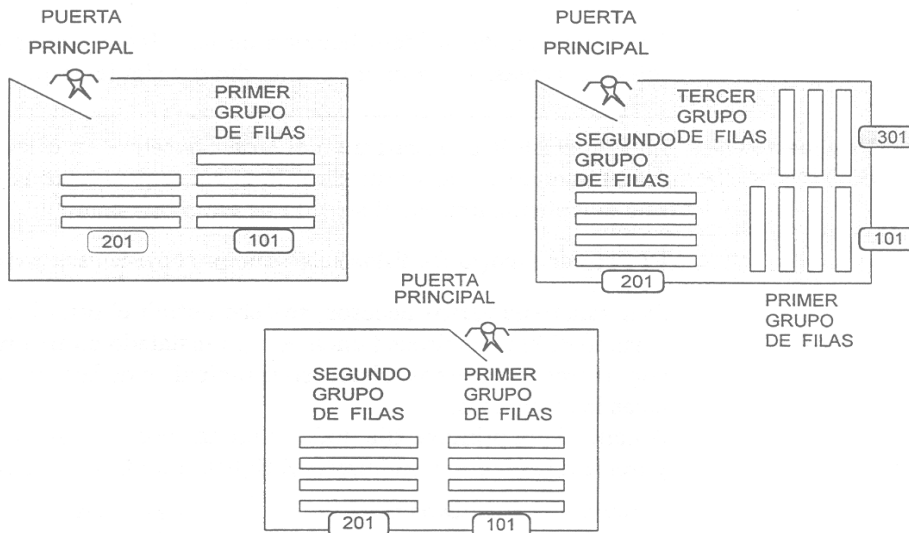 PUERTA
PRINCIPAL
PRIMER
GRUPO
DE FILAS
201
101
PUERTA
PRINCIPAL
TERCER
GRUPO
DE FILAS
301
SEGUNDO
GRUPO
DE FILAS
101
201
PRIMER
GRUPO
DE FILAS
PUERTA
PRINCIPAL
SEGUNDO
GRUPO
DE FILAS
PRIMER
GRUPO
DE FILAS
201
101